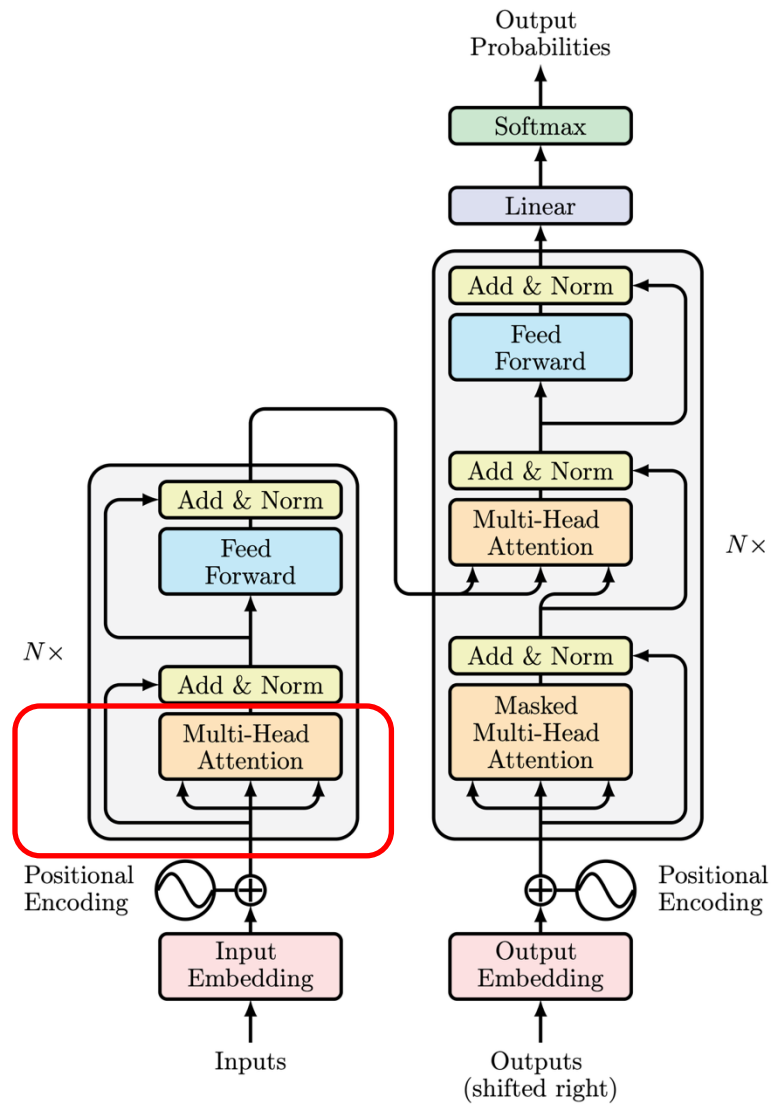 Output
Probabilities
Softmax
Linear
Add & Norm
Feed
Forward
Add & Norm
Multi-Head
Attention
N×
Add & Norm
Masked
Multi-Head
Attention
Add & Norm
Feed
Forward
N×
Add & Norm
Multi-Head
Attention
Positional
Encoding
Positional
Encoding
Input
Embedding
Output
Embedding
Inputs
Outputs
(shifted right)